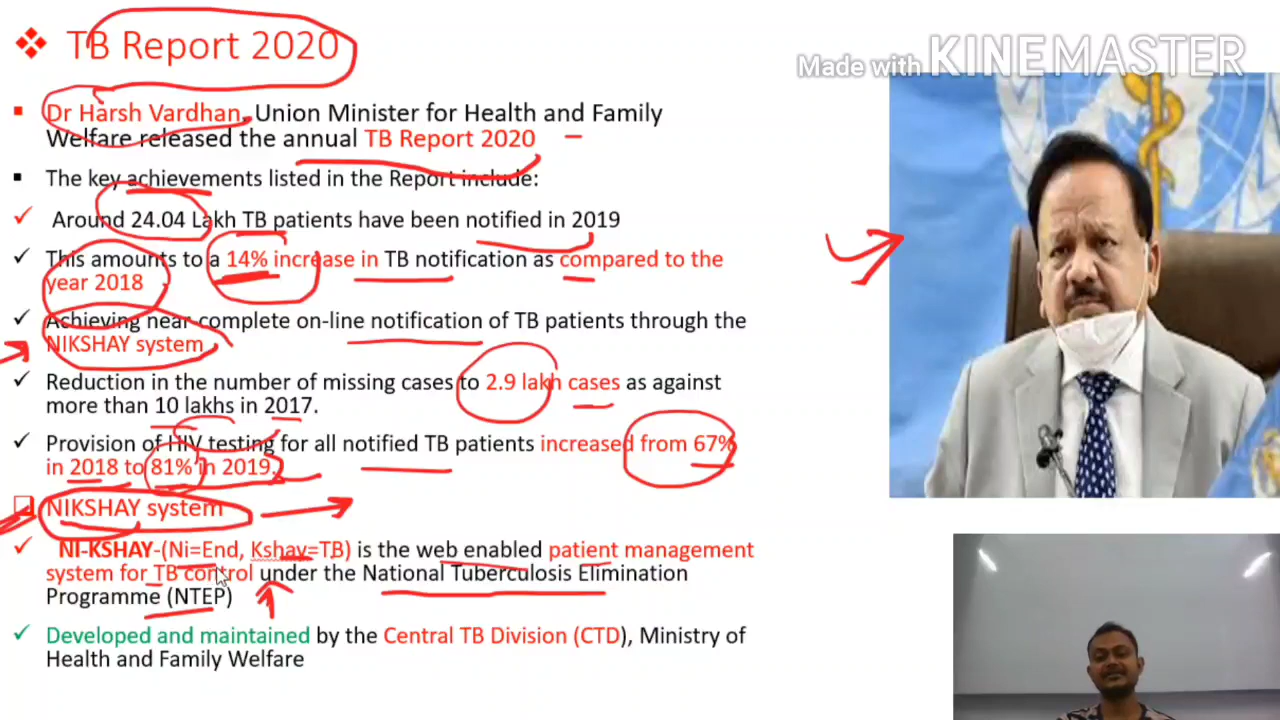 TB Report 2020
Made with KINEMASTER
Dr Harsh Vardhan, Union Minister for Health and Family
Welfare released the annual TB Report 2020
The key achievements listed in the Report include:
Around 24.04 Lakh TB patients have been notified in 2019
This amounts to a 14% increase in TB notification as compared to the
year 2018
Achieving near-complete on-line notification of TB patients through the
NIKSHAY system
Reduction in the number of missing cases to 2.9 lakh cases as against
more than 10 lakhs in 2017.
Provision of HIV testing for all notified TB patients increased from 67%
in 2018 to 81% in 2019.
NIKSHAY system
NI-KSHAY-(Ni=End, Kshay=TB) is the web enabled patient management
system for TB control under the National Tuberculosis Elimination
Programme (NTEP)
Developed and maintained by the Central TB Division (CTD), Ministry of
Health and Family Welfare